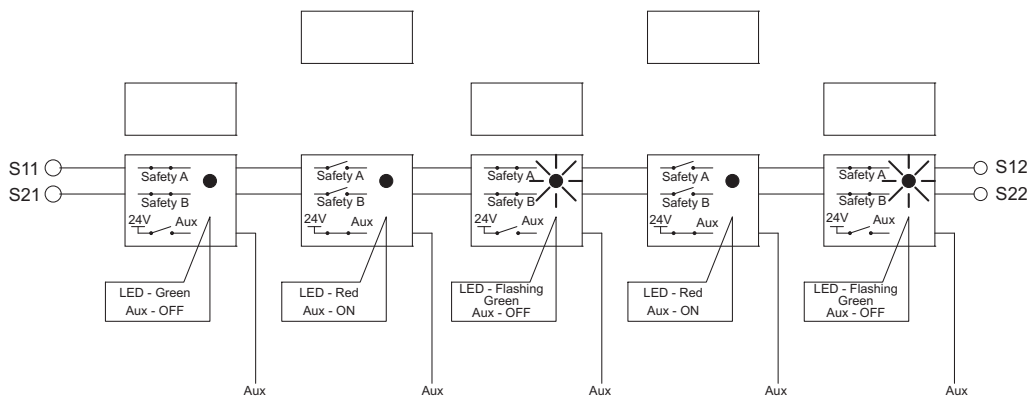 S11
S21
Safety A
Safety B
24V
Aux
Safety A
Safety B
24V
Aux
Safety A
Safety B
24V
Aux
Safety A
Safety B
24V
Aux
Safety A
Safety B
24V
Aux
S12
S22
LED - Green
Aux - OFF
LED - Red
Aux - ON
LED - Flashing
Green
Aux - OFF
LED - Red
Aux - ON
LED - Flashing
Green
Aux - OFF
Aux
Aux
Aux
Aux
Aux